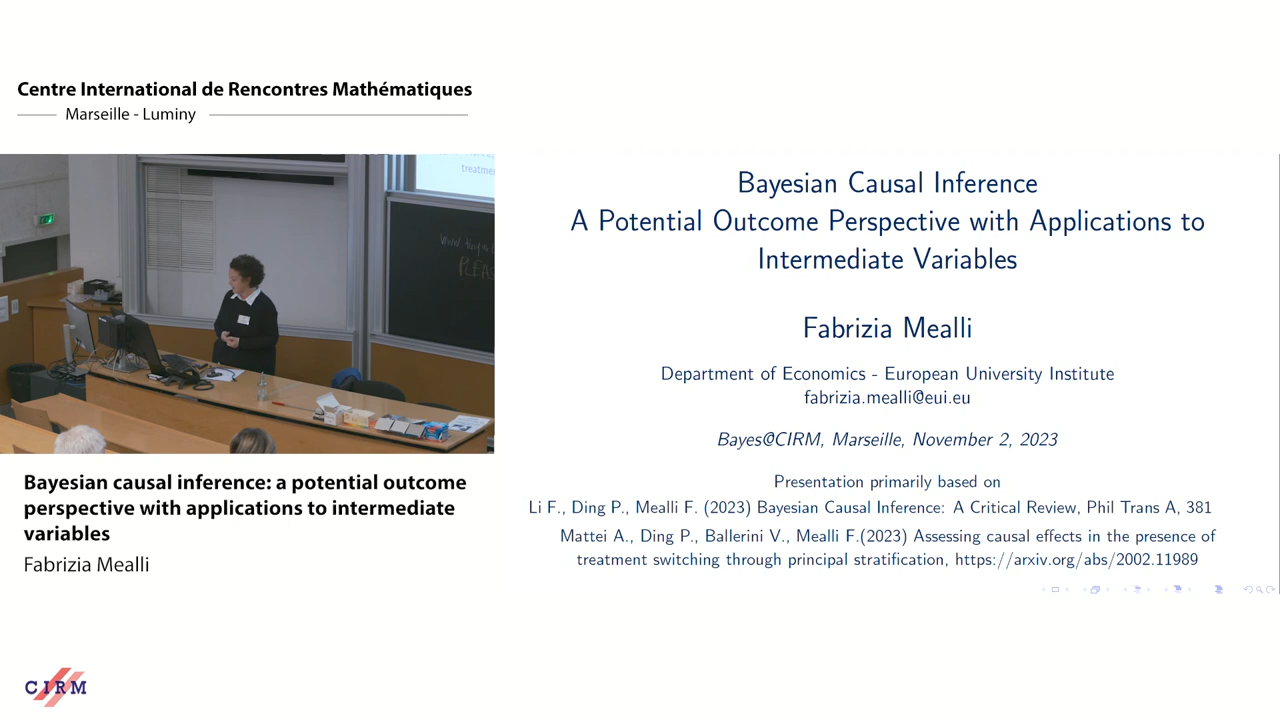 Centre International de Rencontres Mathématiques
Marseille - Luminy
treatme
PLEA
Bayesian causal inference: a potential outcome
perspective with applications to intermediate
variables
Fabrizia Mealli
CIRM
Bayesian Causal Inference
A Potential Outcome Perspective with Applications to
Intermediate Variables
Fabrizia Mealli
Department of Economics - European University Institute
fabrizia.mealli@eui.eu
Bayes@CIRM, Marseille, November 2, 2023
Presentation primarily based on
Li F., Ding P., Mealli F. (2023) Bayesian Causal Inference: A Critical Review, Phil Trans A, 381
Mattei A., Ding P., Ballerini V., Mealli F.(2023) Assessing causal effects in the presence of
treatment switching through principal stratification, https://arxiv.org/abs/2002.11989